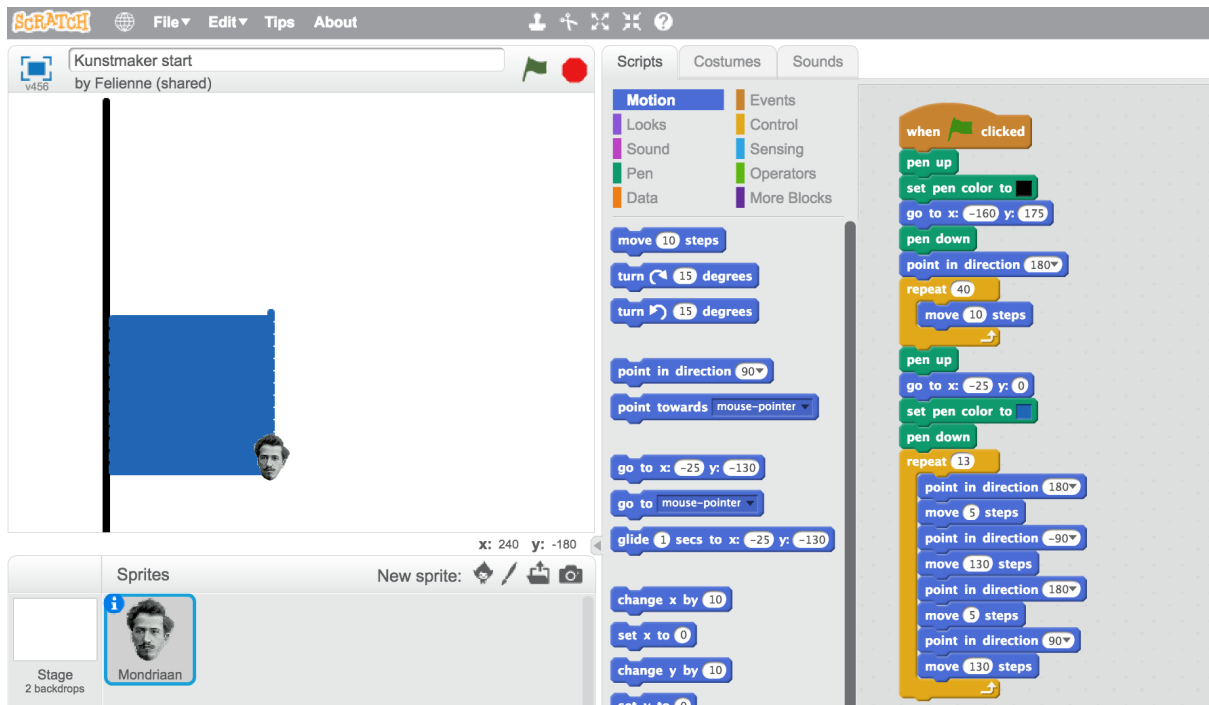 SCRATCH File▼ Edit▼ Tips About
Kunstmaker start
by Felienne (shared)
v456
x: 240 y: -180
Sprites New sprite:
Stage
2 backdrops
Mondriaan
Scripts Costumes Sounds
Motion Events
Looks Control
Sound Sensing
Pen Operators
Data More Blocks
move 10 steps
turn ↻ 15 degrees
turn ↺ 15 degrees
point in direction 90▼
point towards mouse-pointer
go to x: -25 y: -130
go to mouse-pointer
glide 1 secs to x: -25 y: -130
change x by 10
set x to 0
change y by 10
set y to 0
when clicked
pen up
set pen color to
go to x: -160 y: 175
pen down
point in direction 180▼
repeat 40
move 10 steps
pen up
go to x: -25 y: 0
set pen color to
pen down
repeat 13
point in direction 180▼
move 5 steps
point in direction -90▼
move 130 steps
point in direction 180▼
move 5 steps
point in direction 90▼
move 130 steps